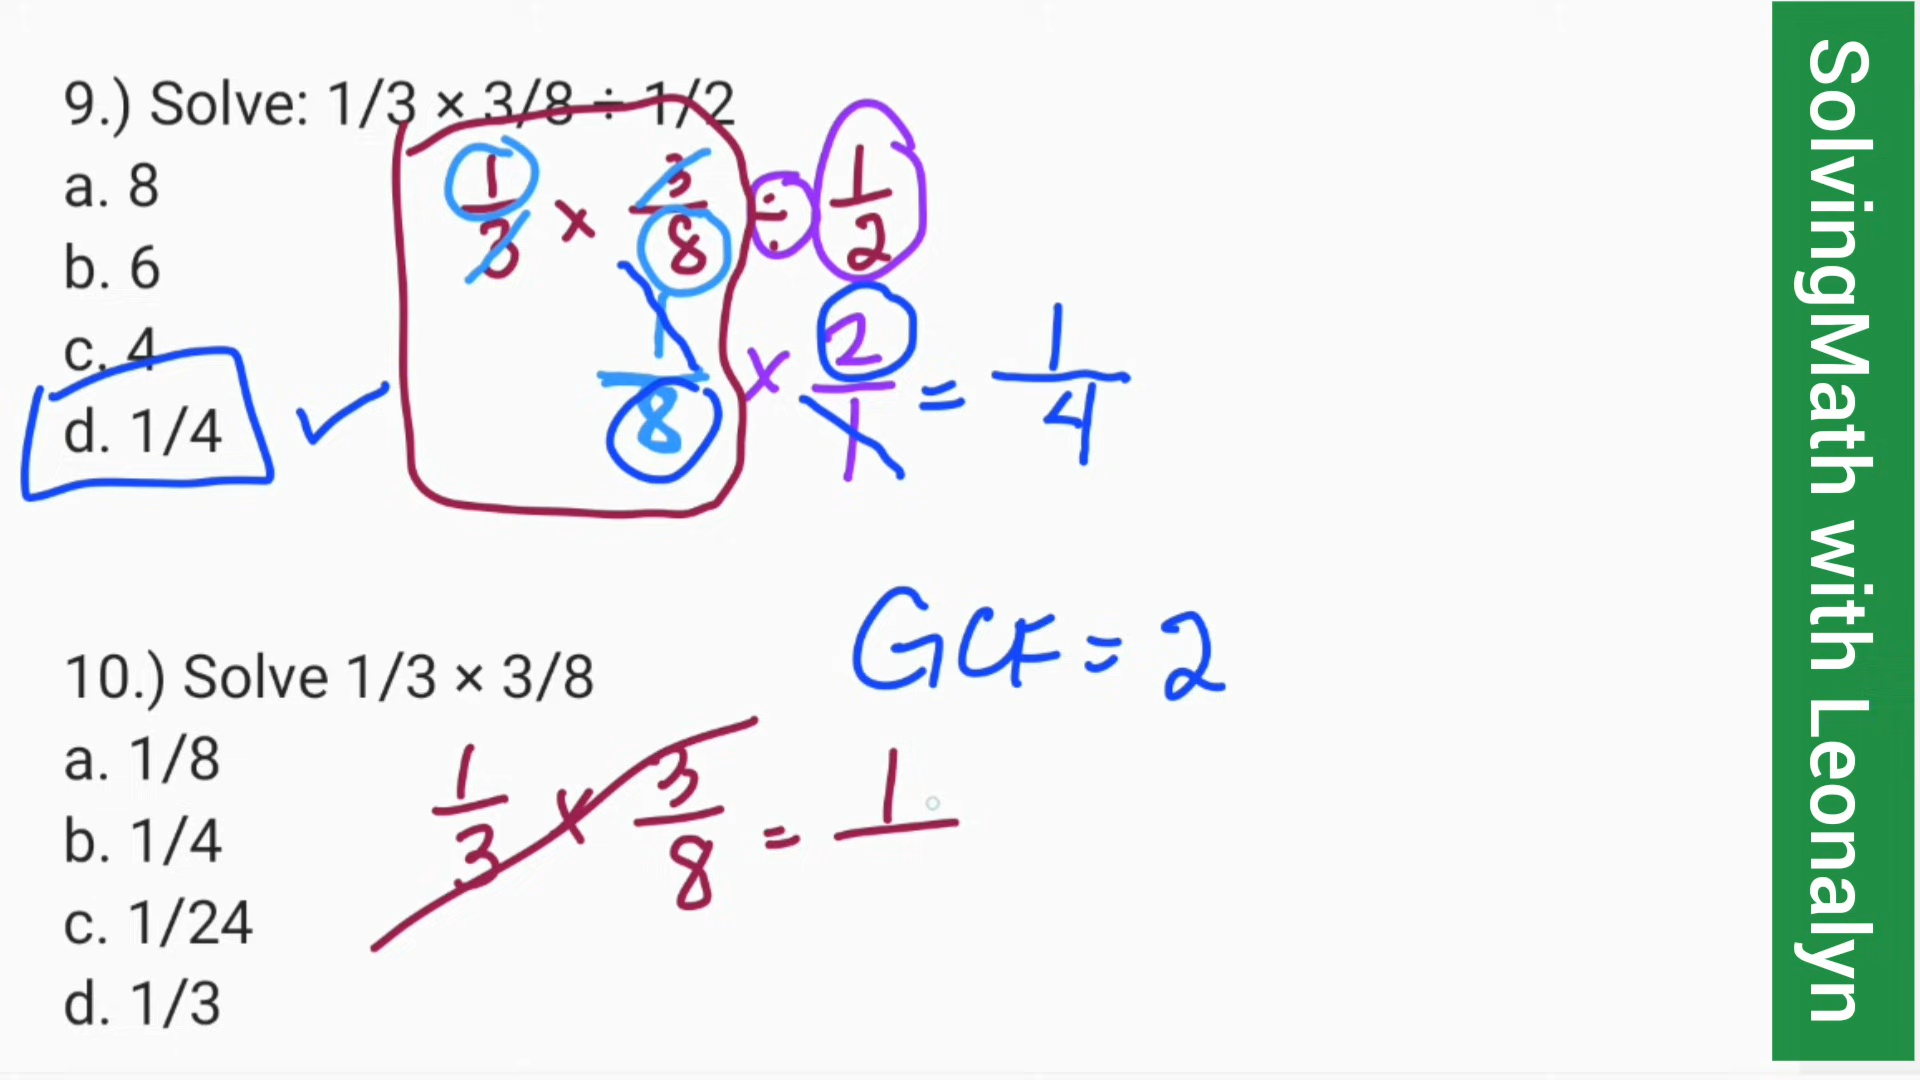 9.) Solve: 1/3 × 3/8 ÷ 1/2
a. 8
b. 6
c. 4
d. 1/4
1/3 × 3/8 ÷ 1/2
1/8 × 2/1 = 1/4
GCF = 2
10.) Solve 1/3 × 3/8
a. 1/8
b. 1/4
c. 1/24
d. 1/3
1/3 × 3/8 = 1
SolvingMath with Leonalyn